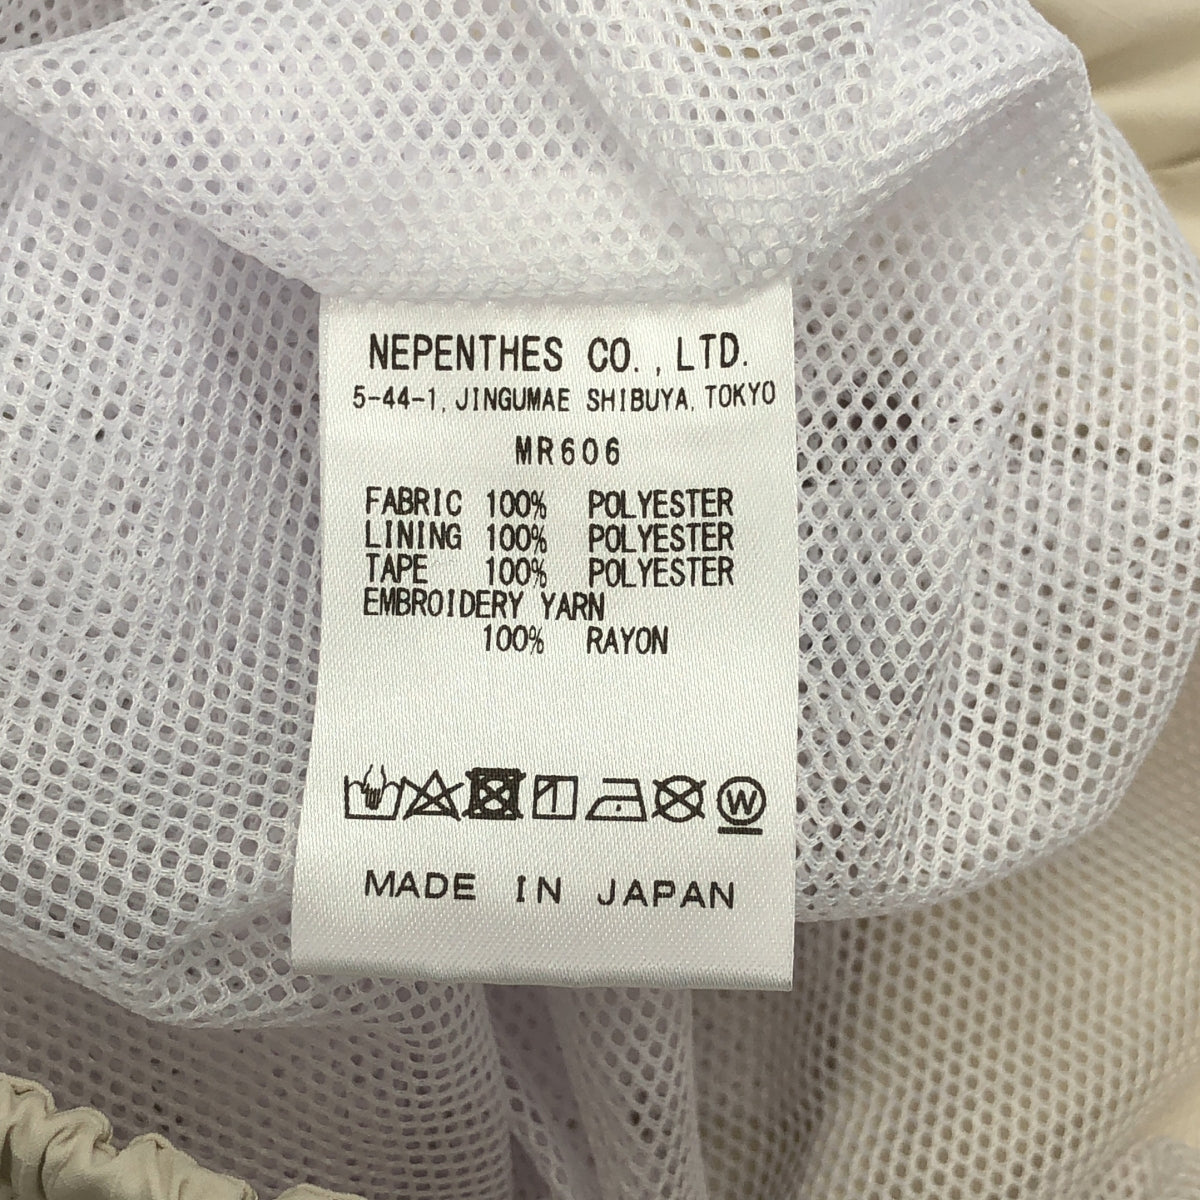 NEPENTHES CO., LTD.
5-44-1, JINGUMAE SHIBUYA, TOKYO
MR606
FABRIC 100% POLYESTER
LINING 100% POLYESTER
TAPE 100% POLYESTER
EMBROIDERY YARN
100% RAYON
W
MADE IN JAPAN